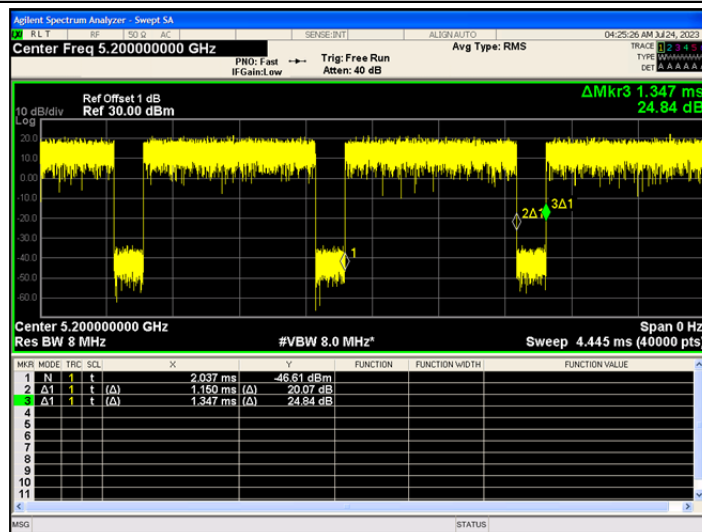 Agilent Spectrum Analyzer - Swept SA
RLT RF 50 Ω AC SENSE:INT ALIGN AUTO 04:25:26 AM Jul 24, 2023
Center Freq 5.200000000 GHz Avg Type: RMS TRACE 1 2 3 4 5
PNO: Fast Trig: Free Run TYPE
IFGain:Low Atten: 40 dB DET A A A A A
ΔMkr3 1.347 ms
Ref Offset 1 dB 24.84 dB
10 dB/div Ref 30.00 dBm
Log
20.0
10.0
0.00
-10.0
2Δ1 3Δ1
-20.0
-30.0
1
-40.0
-50.0
-60.0
Center 5.200000000 GHz Span 0 Hz
Res BW 8 MHz #VBW 8.0 MHz* Sweep 4.445 ms (40000 pts)
MKR MODE TRC SCL X Y FUNCTION FUNCTION WIDTH FUNCTION VALUE
1 N 1 t 2.037 ms -46.61 dBm
2 Δ1 1 t (Δ) 1.150 ms (Δ) 20.07 dB
3 Δ1 1 t (Δ) 1.347 ms (Δ) 24.84 dB
4
5
6
7
8
9
10
11
MSG STATUS